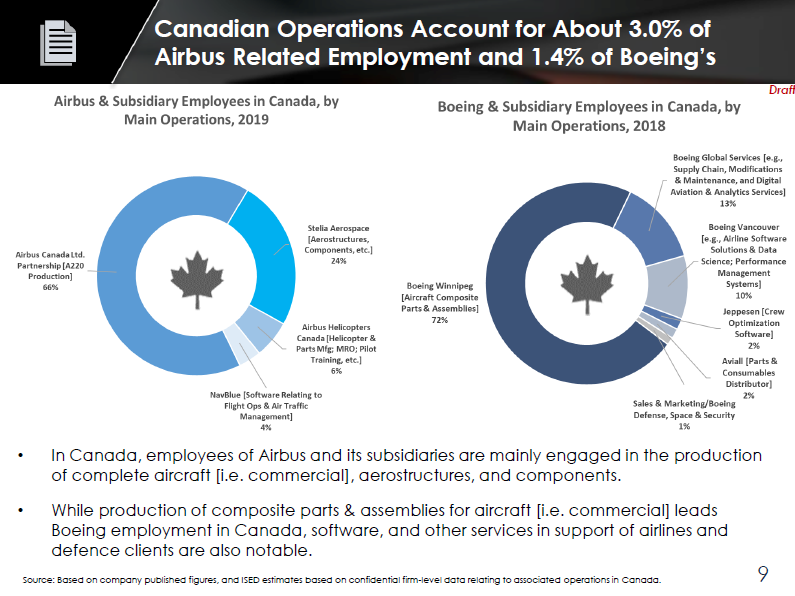 Canadian Operations Account for About 3.0% of
Airbus Related Employment and 1.4% of Boeing's
Draft
Airbus & Subsidiary Employees in Canada, by
Main Operations, 2019
Stelia Aerospace
[Aerostructures,
Components, etc.]
24%
Airbus Canada Ltd.
Partnership [A220
Production]
66%
Airbus Helicopters
Canada [Helicopter &
Parts Mfg; MRO; Pilot
Training, etc.]
6%
NavBlue [Software Relating to
Flight Ops & Air Traffic
Management]
4%
Boeing & Subsidiary Employees in Canada, by
Main Operations, 2018
Boeing Global Services [e.g.,
Supply Chain, Modifications
& Maintenance, and Digital
Aviation & Analytics Services]
13%
Boeing Vancouver
[e.g., Airline Software
Solutions & Data
Science; Performance
Management
Systems]
10%
Boeing Winnipeg
[Aircraft Composite
Parts & Assemblies]
72%
Jeppesen [Crew
Optimization
Software]
2%
Aviall [Parts &
Consumables
Distributor]
2%
Sales & Marketing/Boeing
Defense, Space & Security
1%
• In Canada, employees of Airbus and its subsidiaries are mainly engaged in the production
of complete aircraft [i.e. commercial], aerostructures, and components.
• While production of composite parts & assemblies for aircraft [i.e. commercial] leads
Boeing employment in Canada, software, and other services in support of airlines and
defence clients are also notable.
Source: Based on company published figures, and ISED estimates based on confidential firm-level data relating to associated operations in Canada.
9